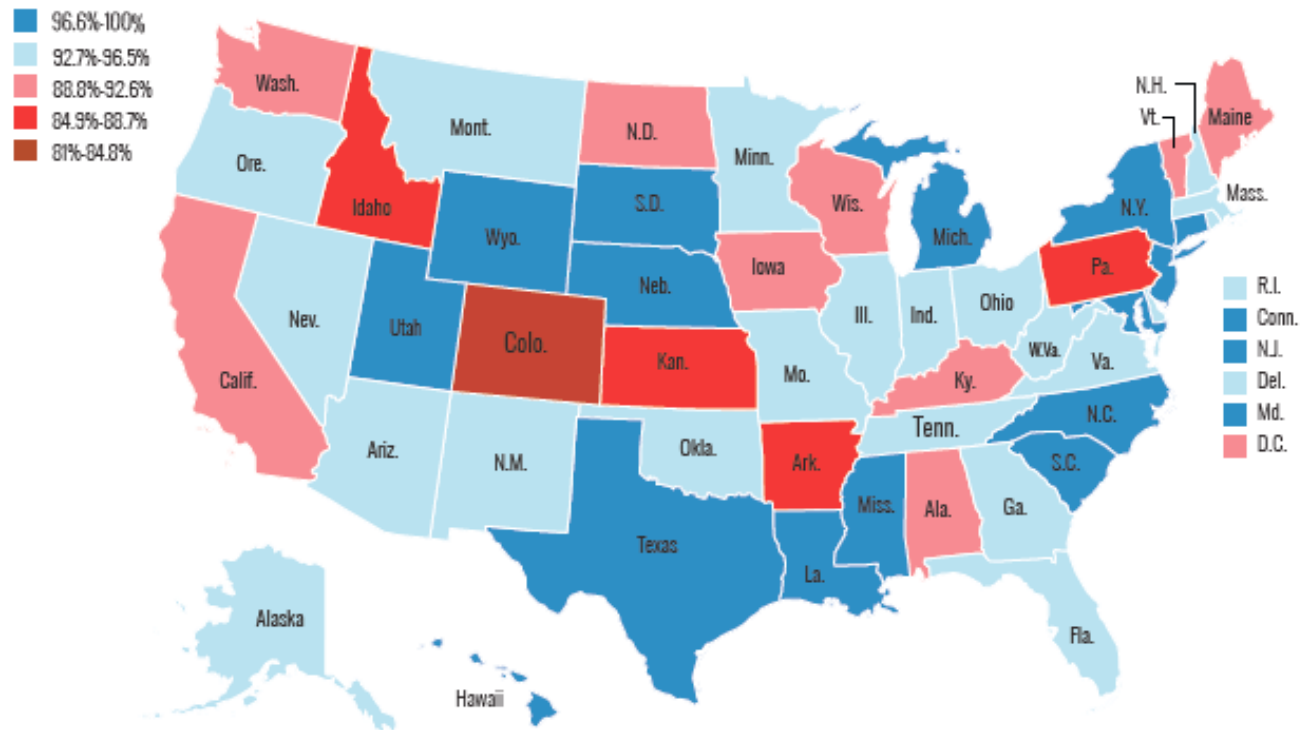 96.6%-100%
92.7%-96.5%
88.8%-92.6%
84.9%-88.7%
81%-84.8%
Wash.
Ore.
Idaho
Mont.
N.D.
Minn.
Wis.
Mich.
N.H.
Vt.
Maine
Mass.
N.Y.
S.D.
Wyo.
Neb.
Iowa
Pa.
Calif.
Nev.
Utah
Colo.
Kan.
Mo.
Ill.
Ind.
Ohio
W.Va.
Va.
Ky.
R.I.
Conn.
N.J.
Del.
Md.
D.C.
Ariz.
N.M.
Okla.
Ark.
Tenn.
N.C.
S.C.
Texas
La.
Miss.
Ala.
Ga.
Fla.
Alaska
Hawaii